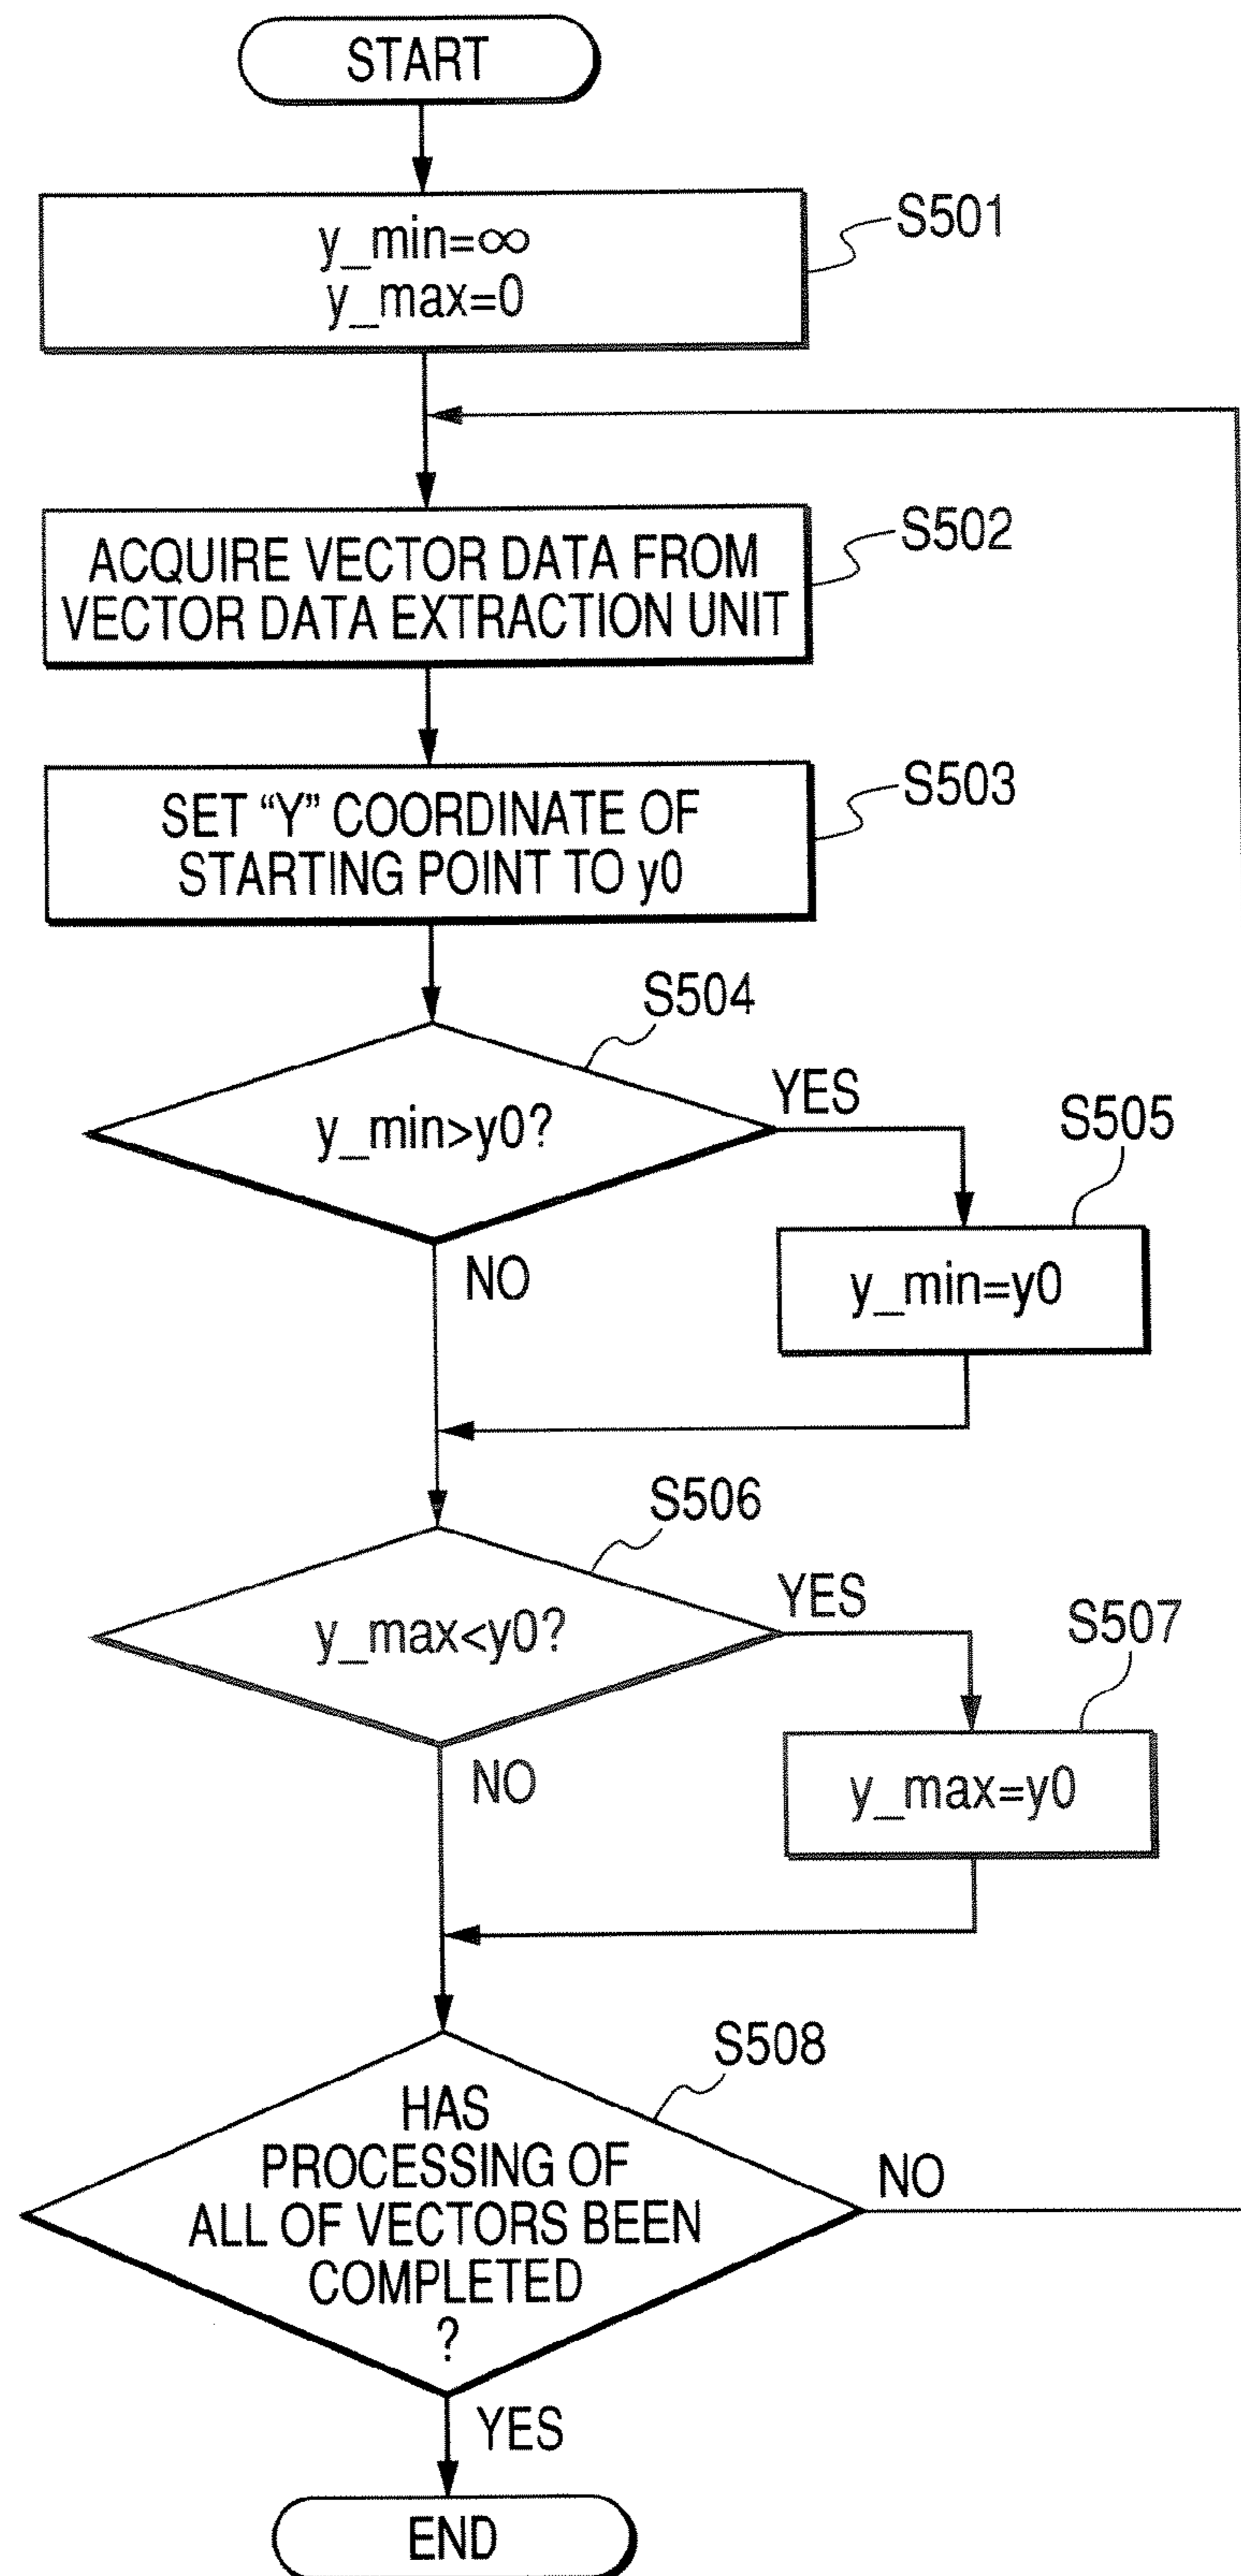 START
y_min=∞
y_max=0
S501
ACQUIRE VECTOR DATA FROM
VECTOR DATA EXTRACTION UNIT
S502
SET “Y” COORDINATE OF
STARTING POINT TO y0
S503
S504
y_min>y0?
YES
NO
S505
y_min=y0
S506
y_max<y0?
YES
NO
S507
y_max=y0
S508
HAS
PROCESSING OF
ALL OF VECTORS BEEN
COMPLETED
?
NO
YES
END